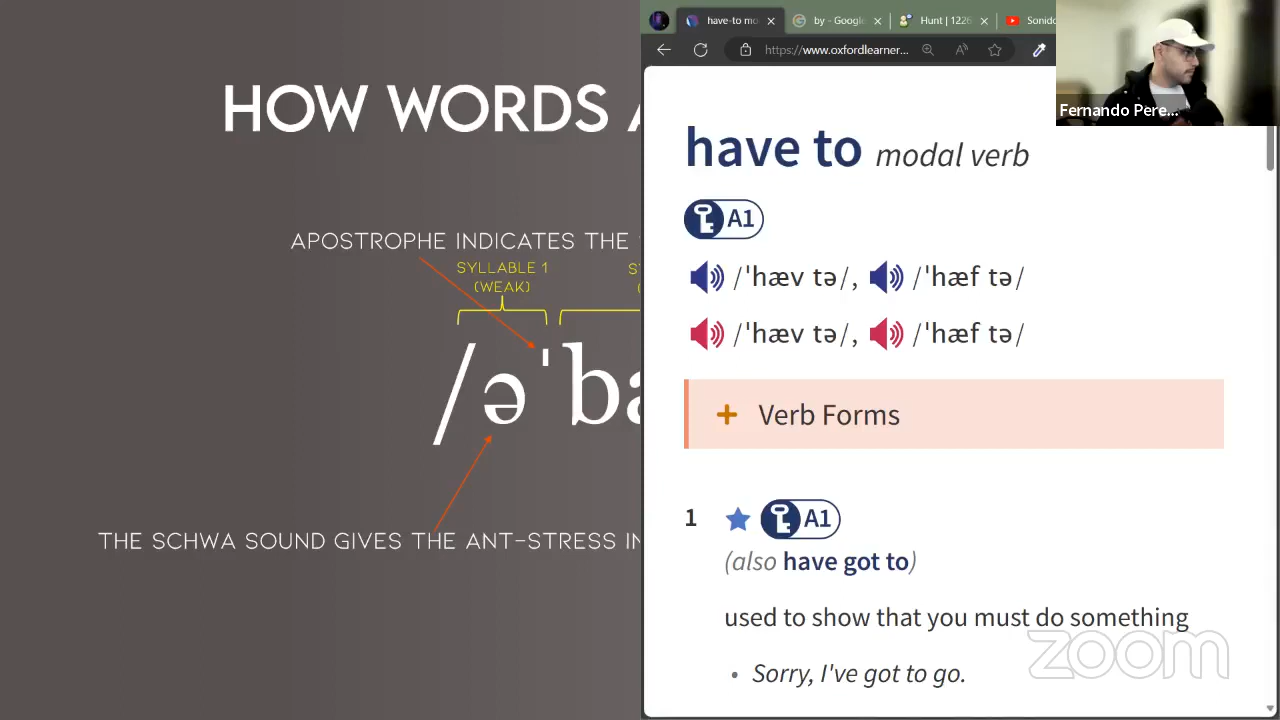 HOW WORDS
APOSTROPHE INDICATES THE
SYLLABLE 1
(WEAK)
/əˈba
THE SCHWA SOUND GIVES THE ANT-STRESS IN
have-to mo
by - Google
Hunt | 1226
Sonido
https://www.oxfordlearner...
Fernando Pere...
have to modal verb
A1
/ˈhæv tə/, /ˈhæf tə/
/ˈhæv tə/, /ˈhæf tə/
+ Verb Forms
1 A1
(also have got to)
used to show that you must do something
• Sorry, I've got to go.
zoom